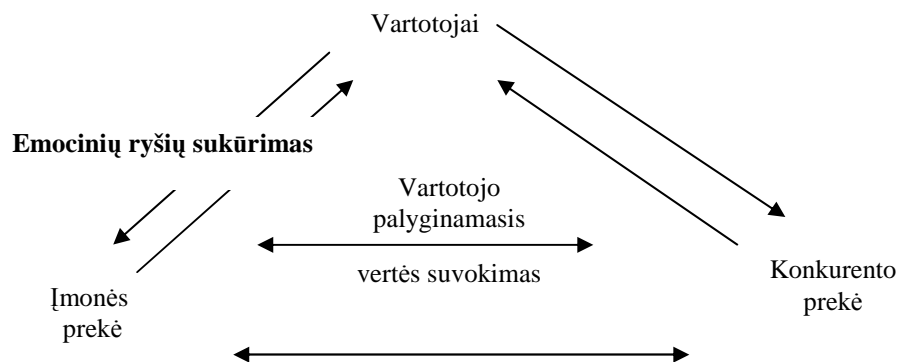 Vartotojai
Emocinių ryšių sukūrimas
Vartotojo
palyginamasis
vertės suvokimas
Įmonės
prekė
Konkurento
prekė